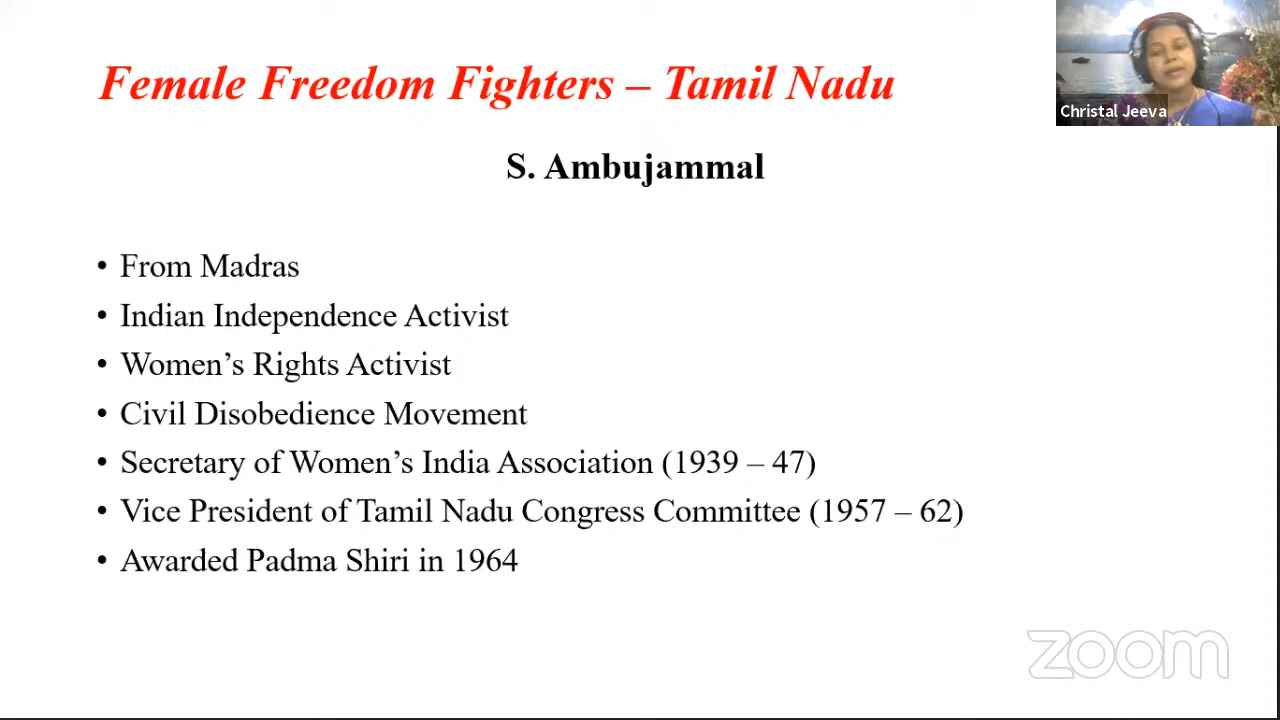 Female Freedom Fighters – Tamil Nadu
Christal Jeeva
S. Ambujammal
• From Madras
• Indian Independence Activist
• Women’s Rights Activist
• Civil Disobedience Movement
• Secretary of Women’s India Association (1939 – 47)
• Vice President of Tamil Nadu Congress Committee (1957 – 62)
• Awarded Padma Shiri in 1964
zoom